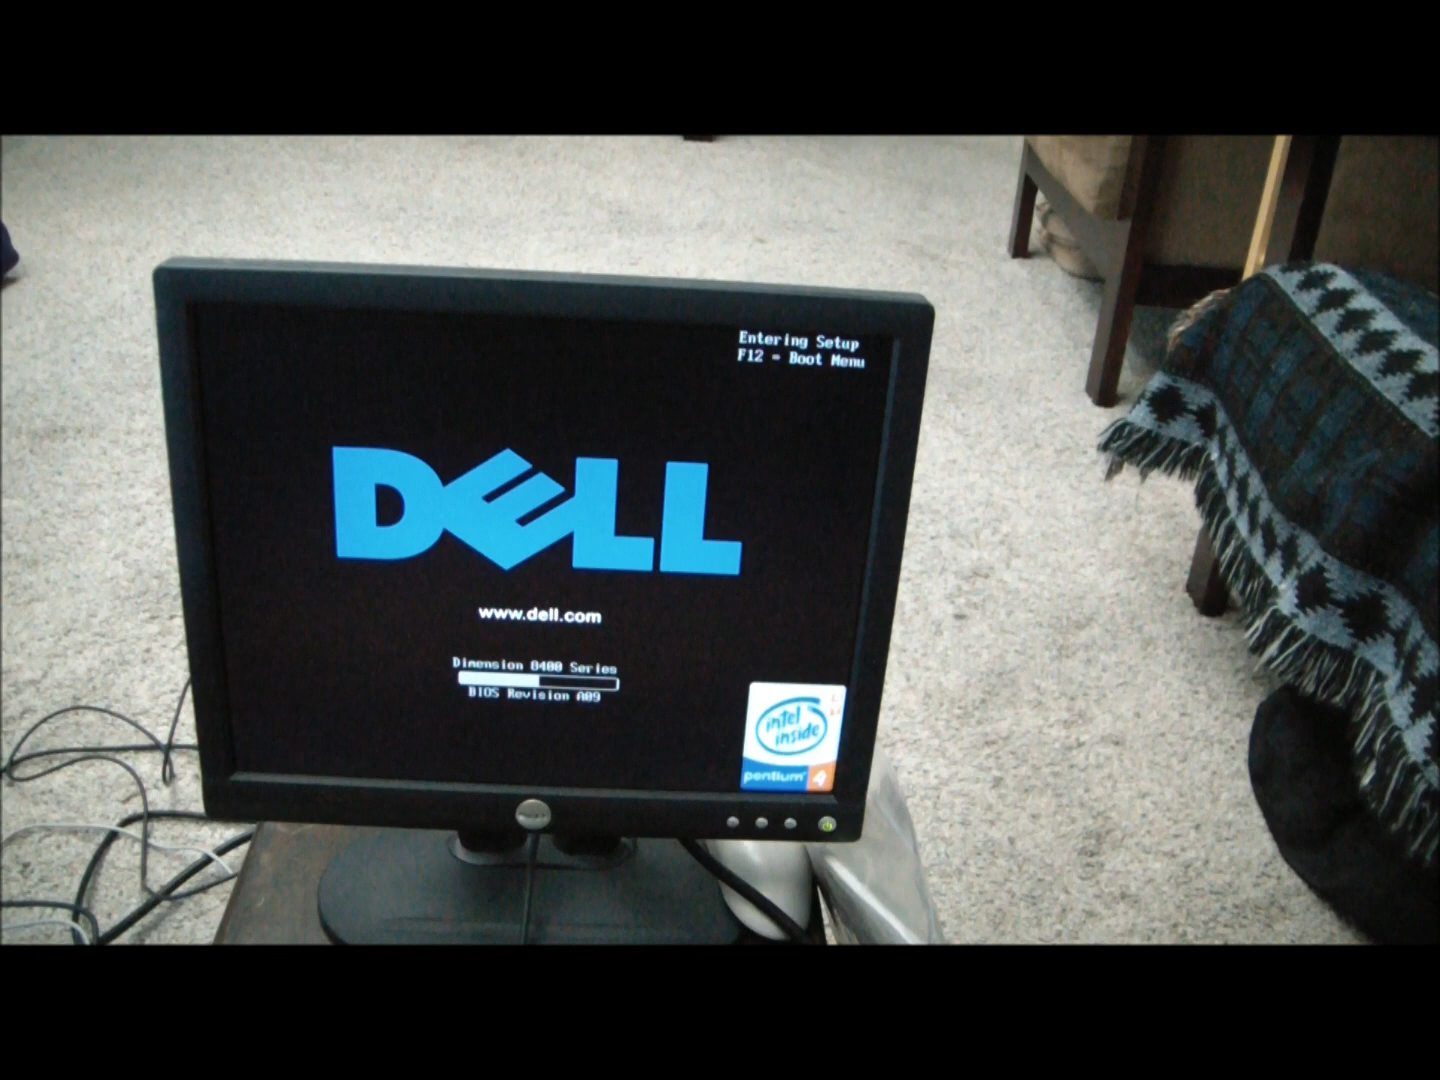 Entering Setup
F12 = Boot Menu
DELL
www.dell.com
Dimension 8400 Series
BIOS Revision A09
intel
inside
pentium 4